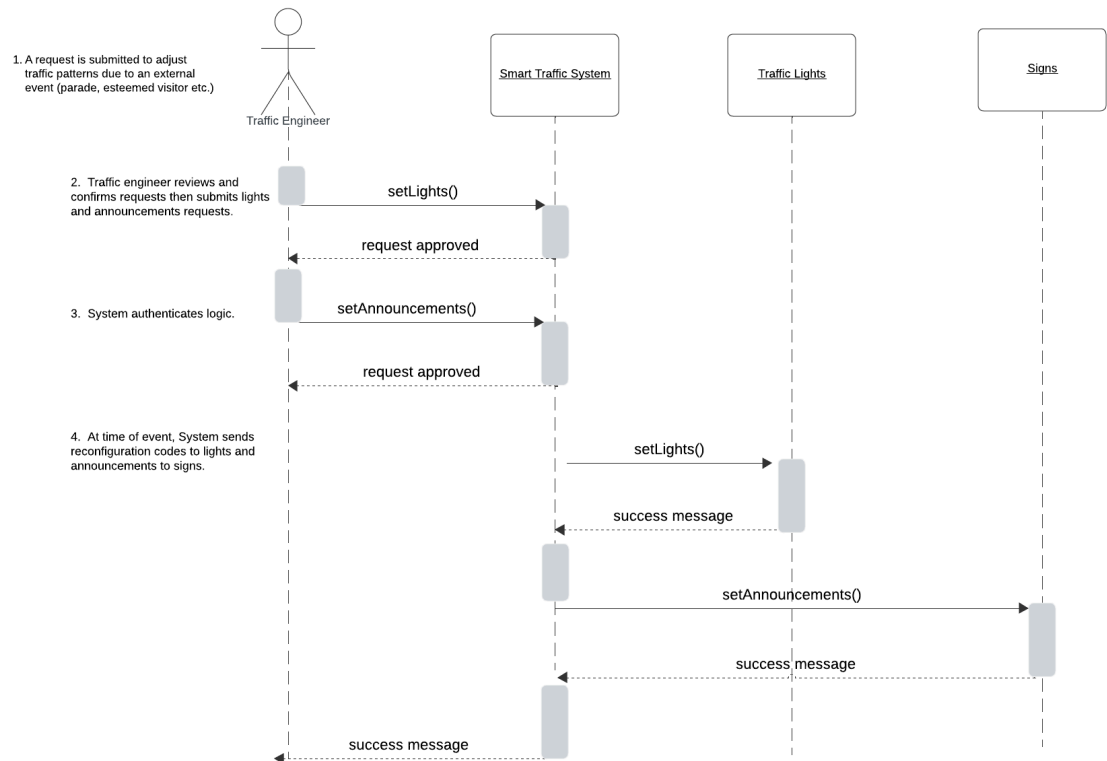 1. A request is submitted to adjust
traffic patterns due to an external
event (parade, esteemed visitor etc.)
Traffic Engineer
Smart Traffic System
Traffic Lights
Signs
2. Traffic engineer reviews and
confirms requests then submits lights
and announcements requests.
setLights()
request approved
3. System authenticates logic.
setAnnouncements()
request approved
4. At time of event, System sends
reconfiguration codes to lights and
announcements to signs.
setLights()
success message
setAnnouncements()
success message
success message